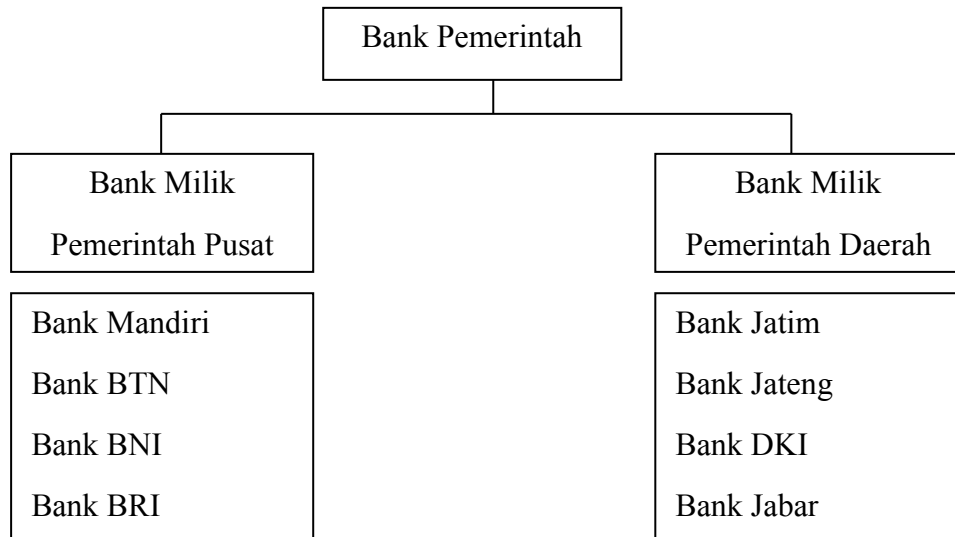 Bank Pemerintah
Bank Milik
Pemerintah Pusat
Bank Mandiri
Bank BTN
Bank BNI
Bank BRI
Bank Milik
Pemerintah Daerah
Bank Jatim
Bank Jateng
Bank DKI
Bank Jabar